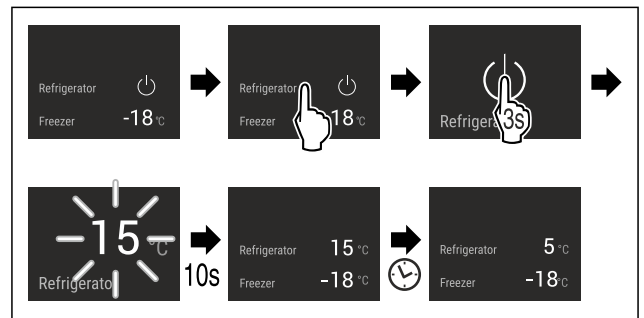 Refrigerator
Freezer -18 °C
Refrigerator
Freezer 18 °C
Refrigera 3s
15 °C
Refrigerato
10s
Refrigerator 15 °C
Freezer -18 °C
Refrigerator 5 °C
Freezer -18°C